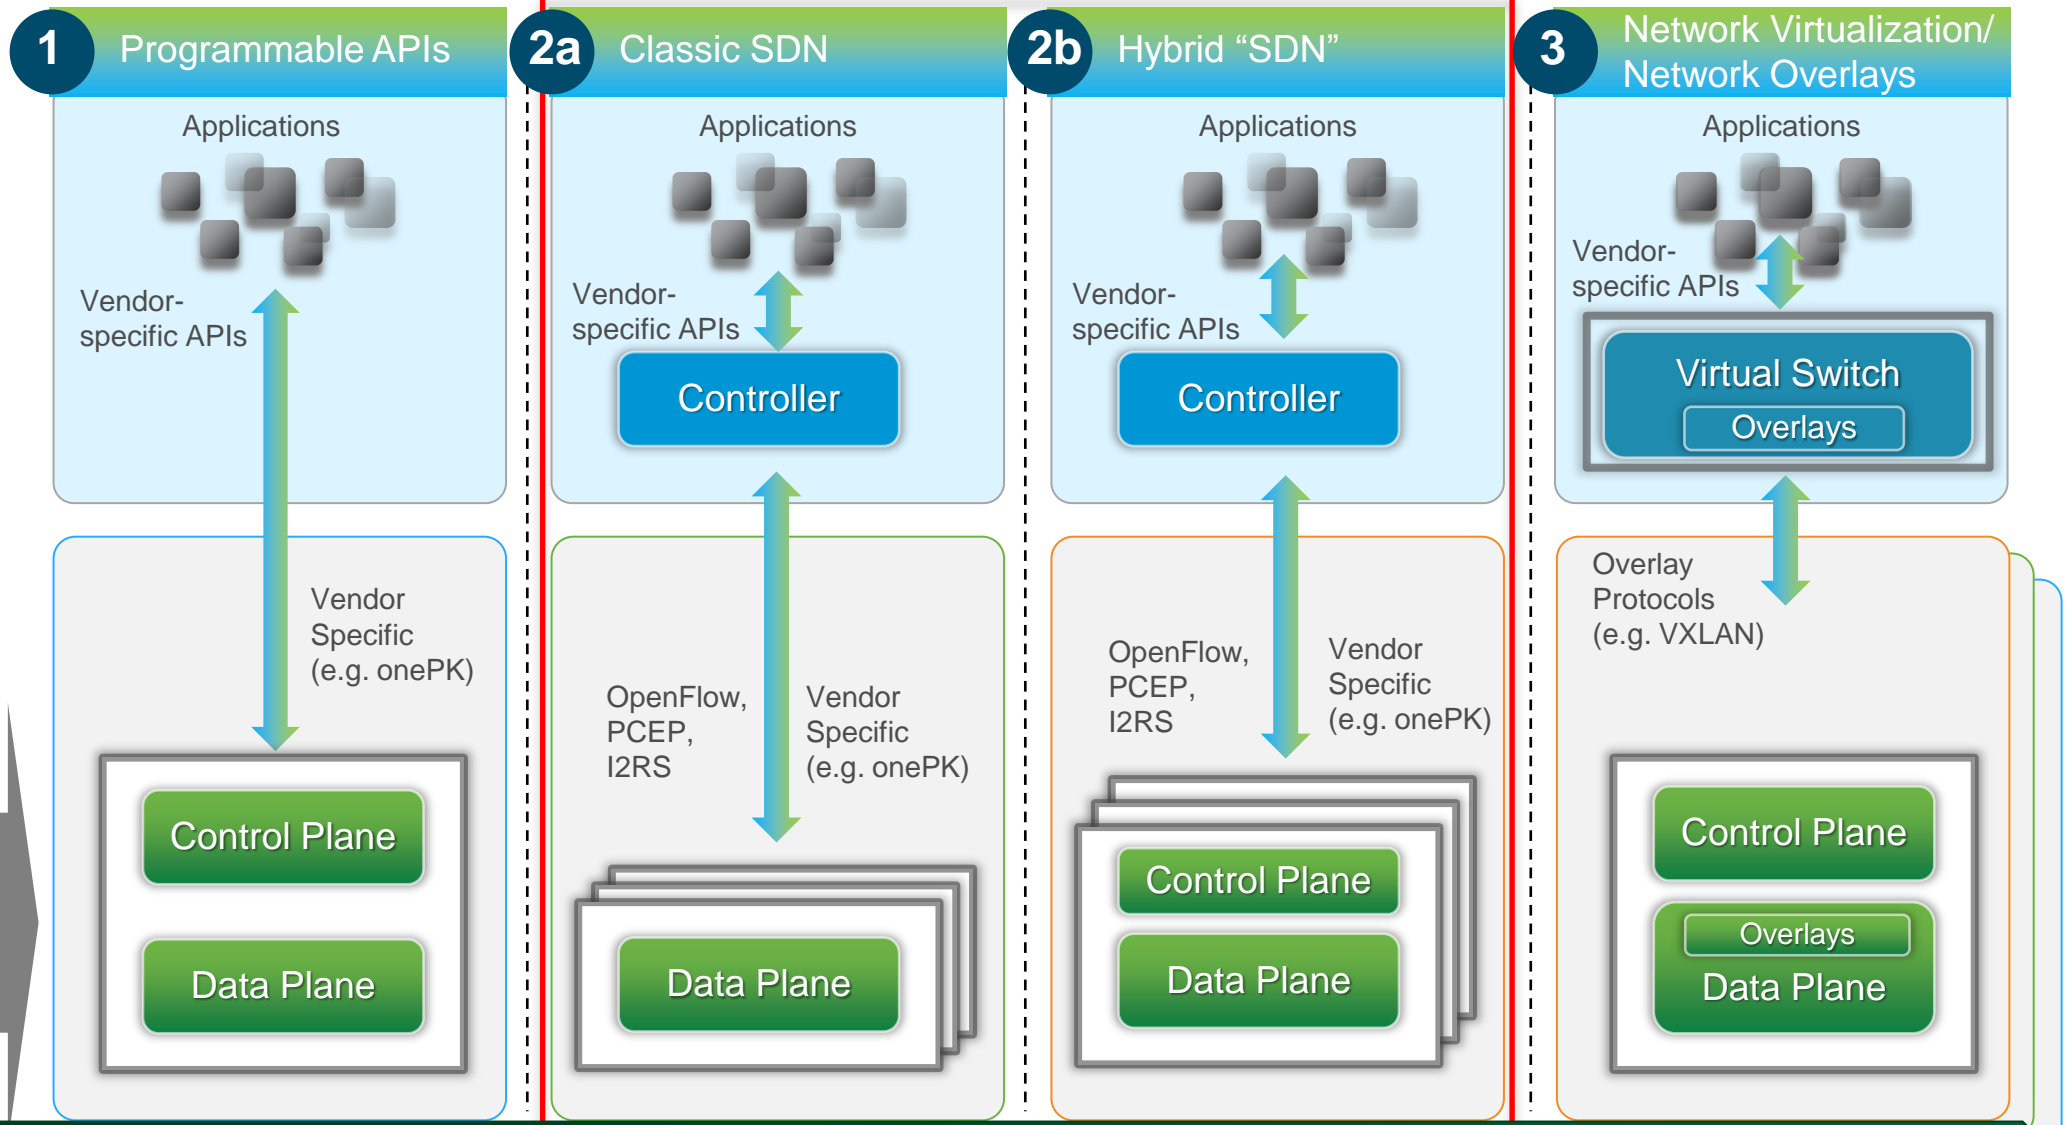 1
Programmable APIs
Applications
Vendor-
specific APIs
Vendor
Specific
(e.g. onePK)
Control Plane
Data Plane
2a
Classic SDN
Applications
Vendor-
specific APIs
Controller
OpenFlow,
PCEP,
I2RS
Vendor
Specific
(e.g. onePK)
Data Plane
2b
Hybrid “SDN”
Applications
Vendor-
specific APIs
Controller
OpenFlow,
PCEP,
I2RS
Vendor
Specific
(e.g. onePK)
Control Plane
Data Plane
3
Network Virtualization/
Network Overlays
Applications
Vendor-
specific APIs
Virtual Switch
Overlays
Overlay
Protocols
(e.g. VXLAN)
Control Plane
Overlays
Data Plane